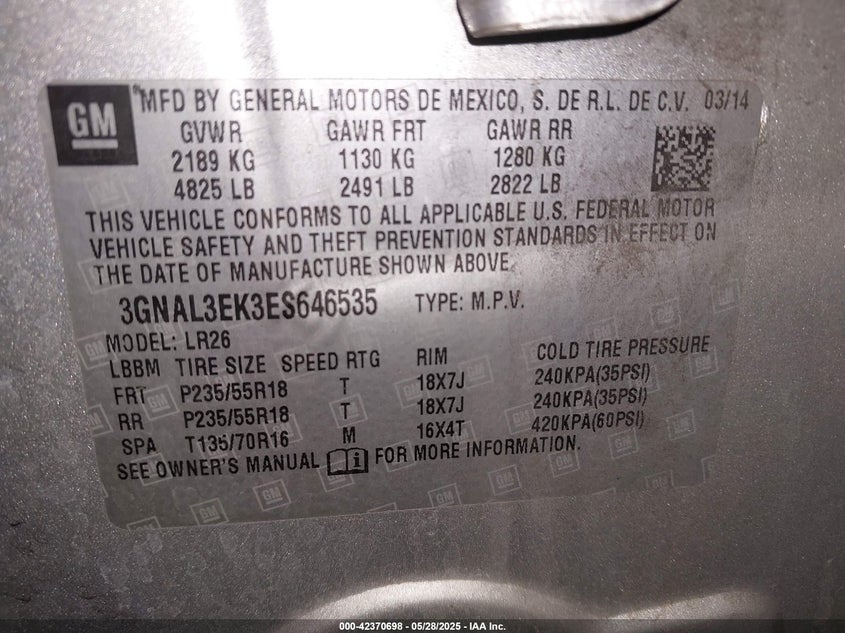 GM
MFD BY GENERAL MOTORS DE MEXICO, S. DE R.L. DE C.V. 03/14
GVWR GAWR FRT GAWR RR
2189 KG 1130 KG 1280 KG
4825 LB 2491 LB 2822 LB
THIS VEHICLE CONFORMS TO ALL APPLICABLE U.S. FEDERAL MOTOR
VEHICLE SAFETY AND THEFT PREVENTION STANDARDS IN EFFECT ON
THE DATE OF MANUFACTURE SHOWN ABOVE.
3GNAL3EK3ES646535 TYPE: M.P.V.
MODEL: LR26
LBBM TIRE SIZE SPEED RTG RIM COLD TIRE PRESSURE
FRT P235/55R18 T 18X7J 240KPA(35PSI)
RR P235/55R18 T 18X7J 240KPA(35PSI)
SPA T135/70R16 M 16X4T 420KPA(60PSI)
SEE OWNER'S MANUAL FOR MORE INFORMATION.
000-42370698 - 05/28/2025 - IAA Inc.